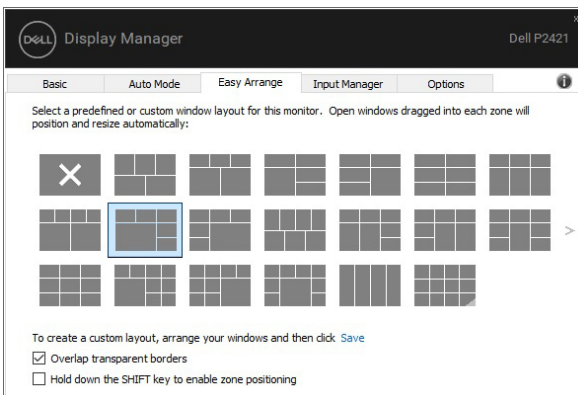 DELL Display Manager
Dell P2421
Basic Auto Mode Easy Arrange Input Manager Options
Select a predefined or custom window layout for this monitor. Open windows dragged into each zone will
position and resize automatically:
To create a custom layout, arrange your windows and then click Save
Overlap transparent borders
Hold down the SHIFT key to enable zone positioning